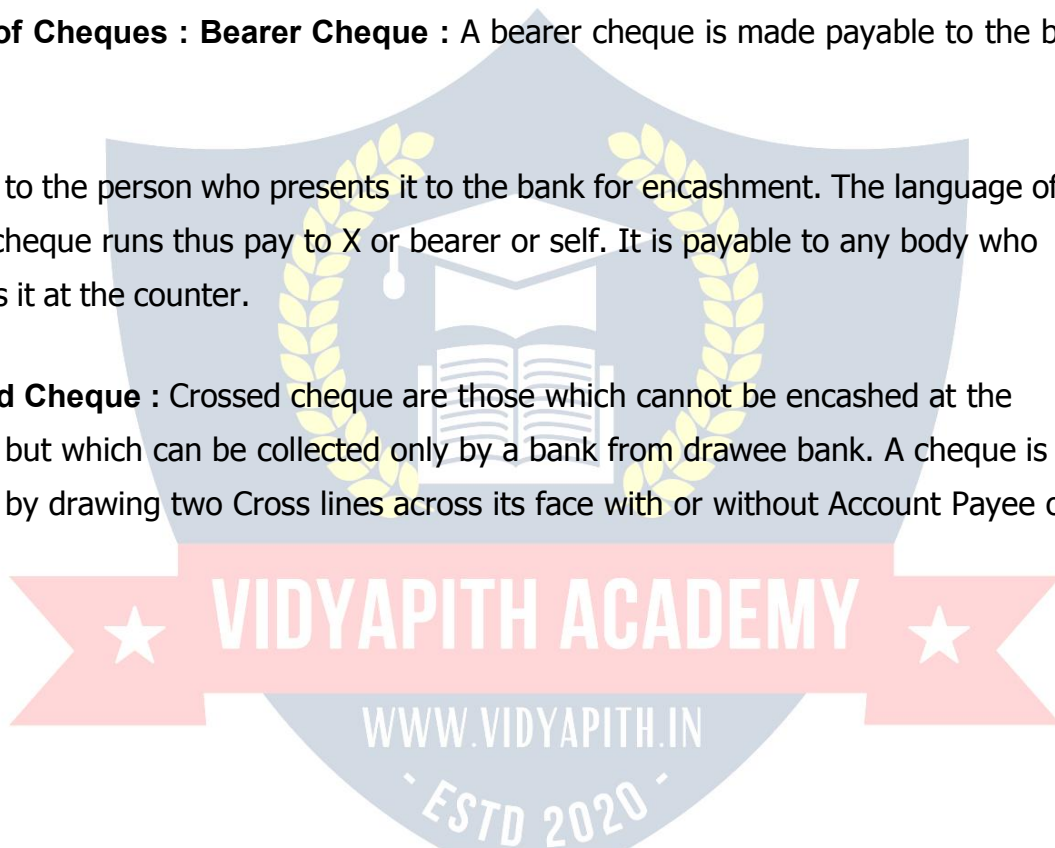 of Cheques : Bearer Cheque : A bearer cheque is made payable to the b
to the person who presents it to the bank for encashment. The language of
cheque runs thus pay to X or bearer or self. It is payable to any body who
s it at the counter.
d Cheque : Crossed cheque are those which cannot be encashed at the
but which can be collected only by a bank from drawee bank. A cheque is
by drawing two Cross lines across its face with or without Account Payee
VIDYAPITH ACADEMY
WWW.VIDYAPITH.IN
- ESTD 2020 -